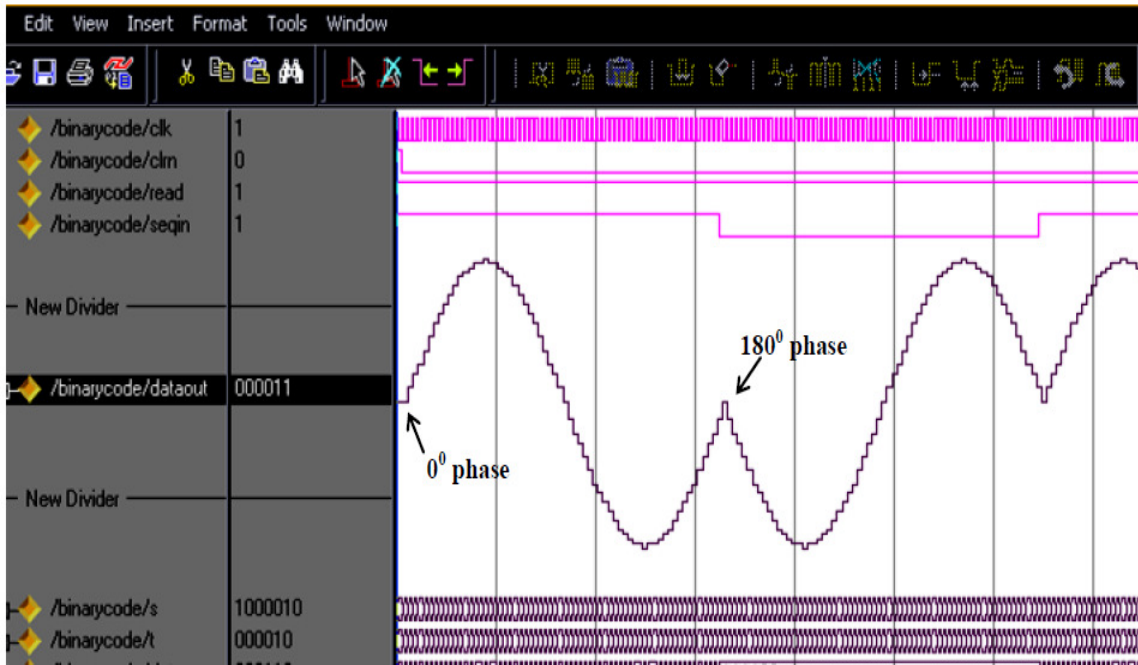 Edit View Insert Format Tools Window
/binarycode/clk 1
/binarycode/clrn 0
/binarycode/read 1
/binarycode/seqin 1
New Divider
180⁰ phase
/binarycode/dataout 000011
0⁰ phase
New Divider
/binarycode/s 1000010
/binarycode/t 000010